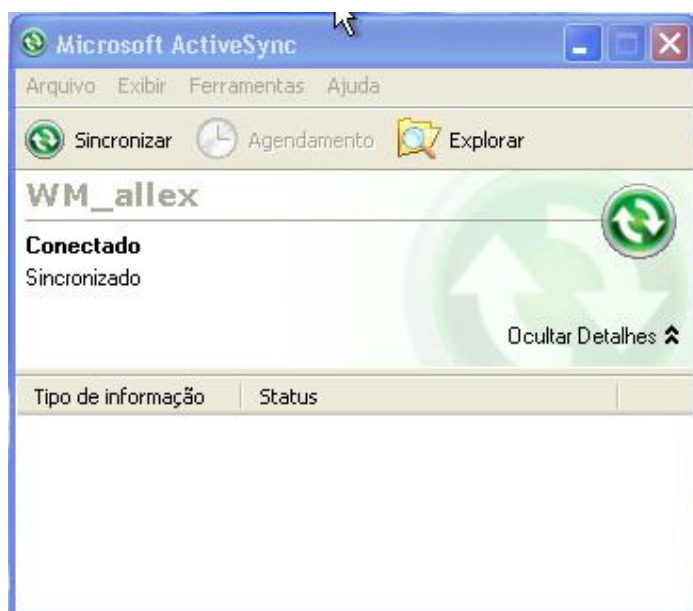 Microsoft ActiveSync
Arquivo Exibir Ferramentas Ajuda
Sincronizar Agendamento Explorar
WM_allex
Conectado
Sincronizado
Ocultar Detalhes
Tipo de informação Status